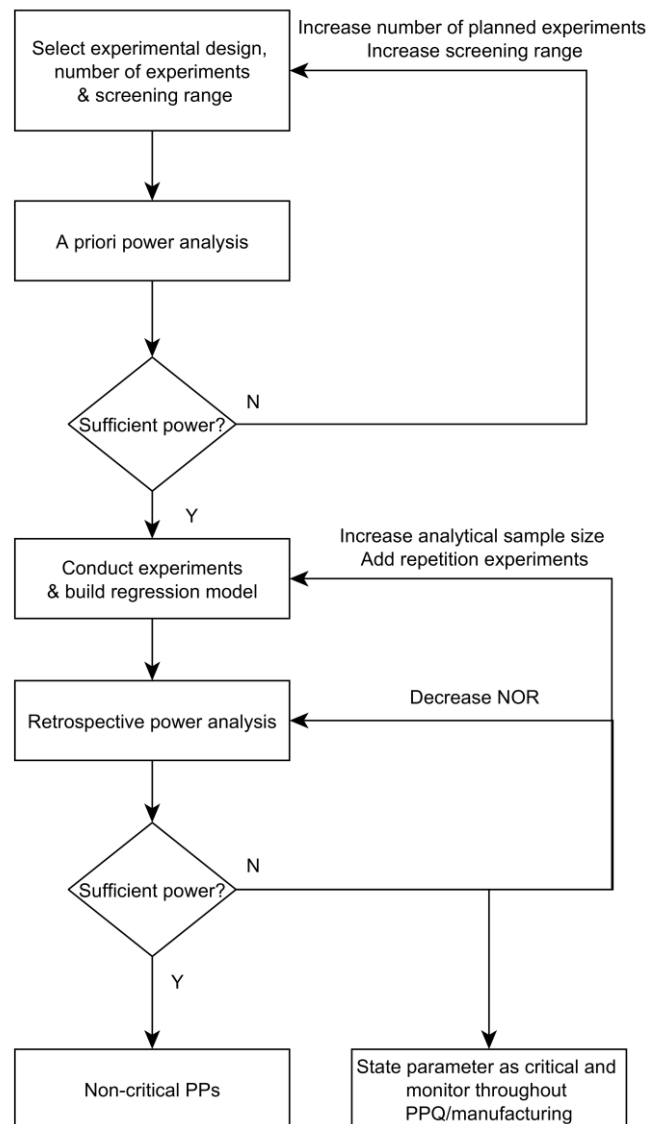 Select experimental design,
number of experiments
& screening range
Increase number of planned experiments
Increase screening range
A priori power analysis
Sufficient power?
N
Y
Conduct experiments
& build regression model
Increase analytical sample size
Add repetition experiments
Retrospective power analysis
Decrease NOR
Sufficient power?
N
Y
Non-critical PPs
State parameter as critical and
monitor throughout
PPQ/manufacturing